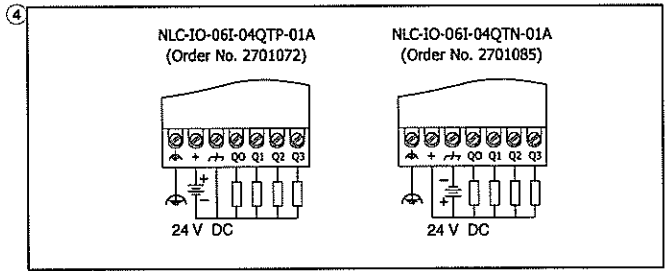 4
NLC-IO-06I-04QTP-01A
(Order No. 2701072)
+ Q0 Q1 Q2 Q3
+
−
24 V DC
NLC-IO-06I-04QTN-01A
(Order No. 2701085)
+ Q0 Q1 Q2 Q3
−
+
24 V DC